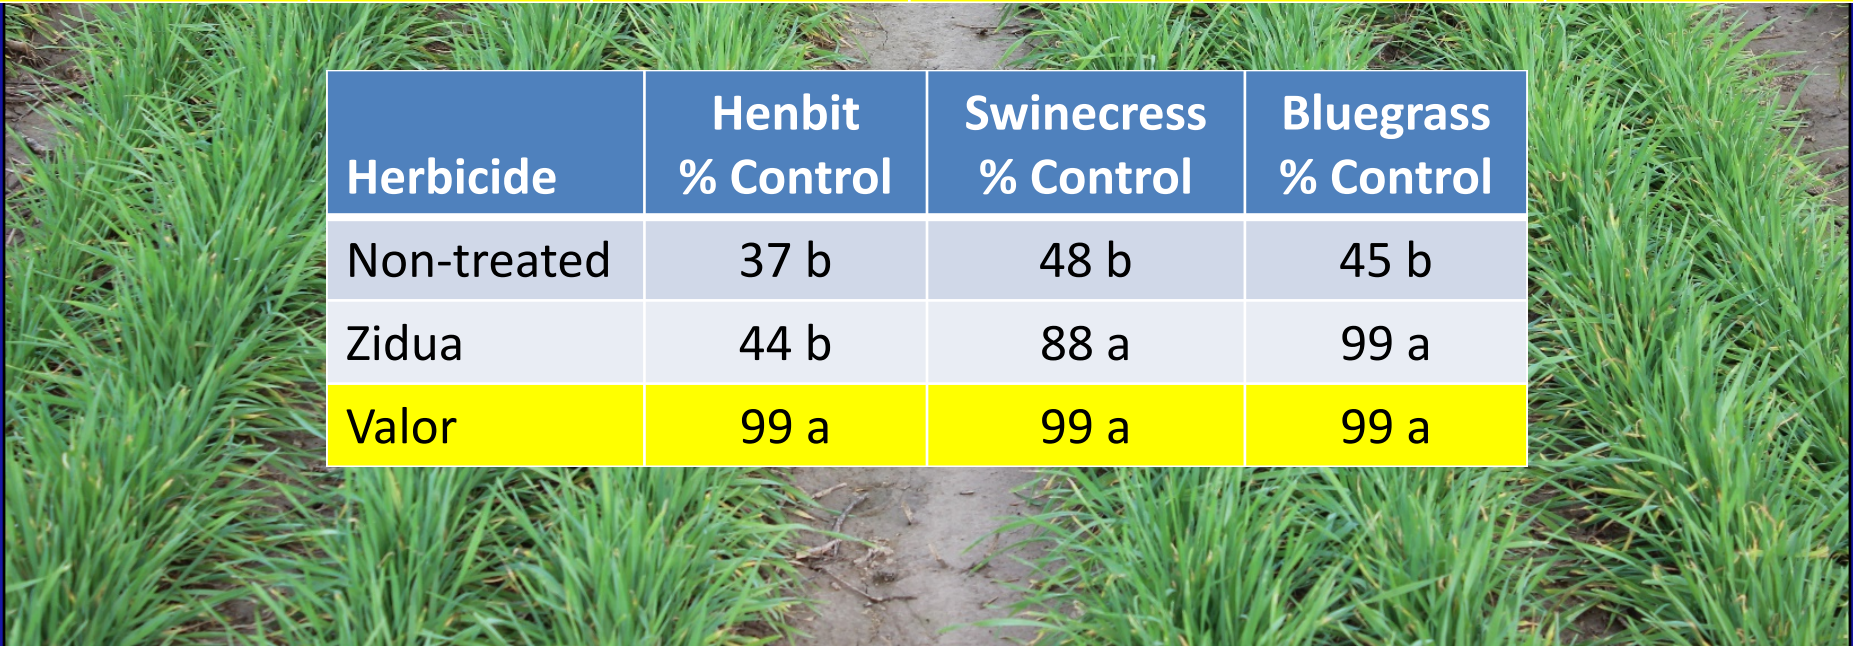 Herbicide Henbit % Control Swinecress % Control Bluegrass % Control
Non-treated 37 b 48 b 45 b
Zidua 44 b 88 a 99 a
Valor 99 a 99 a 99 a